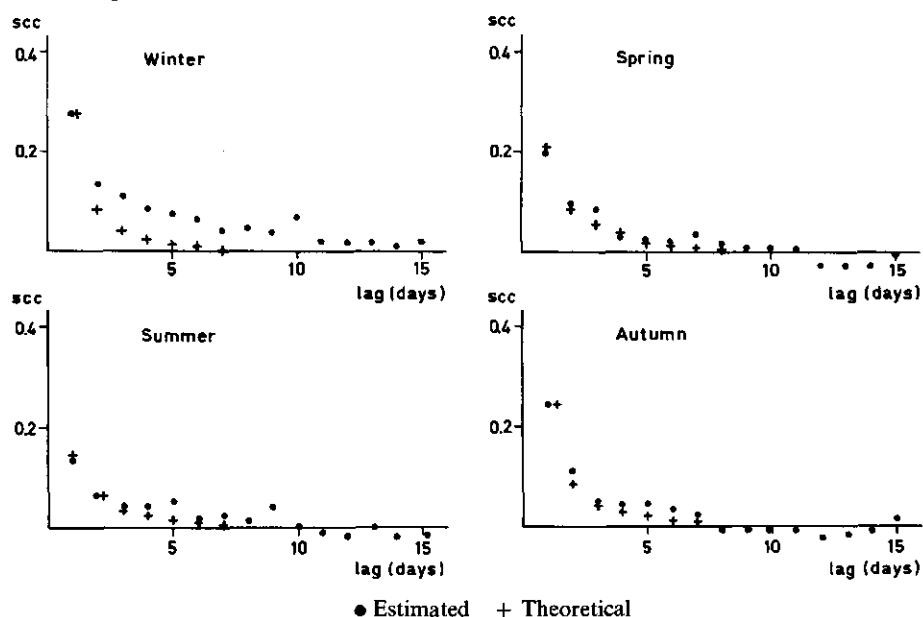 scc
0.4
0.2
Winter
5
10
15
lag (days)
scc
0.4
0.2
Spring
5
10
15
lag (days)
scc
0.4
0.2
Summer
5
10
15
lag (days)
scc
0.4
0.2
Autumn
5
10
15
lag (days)
● Estimated + Theoretical